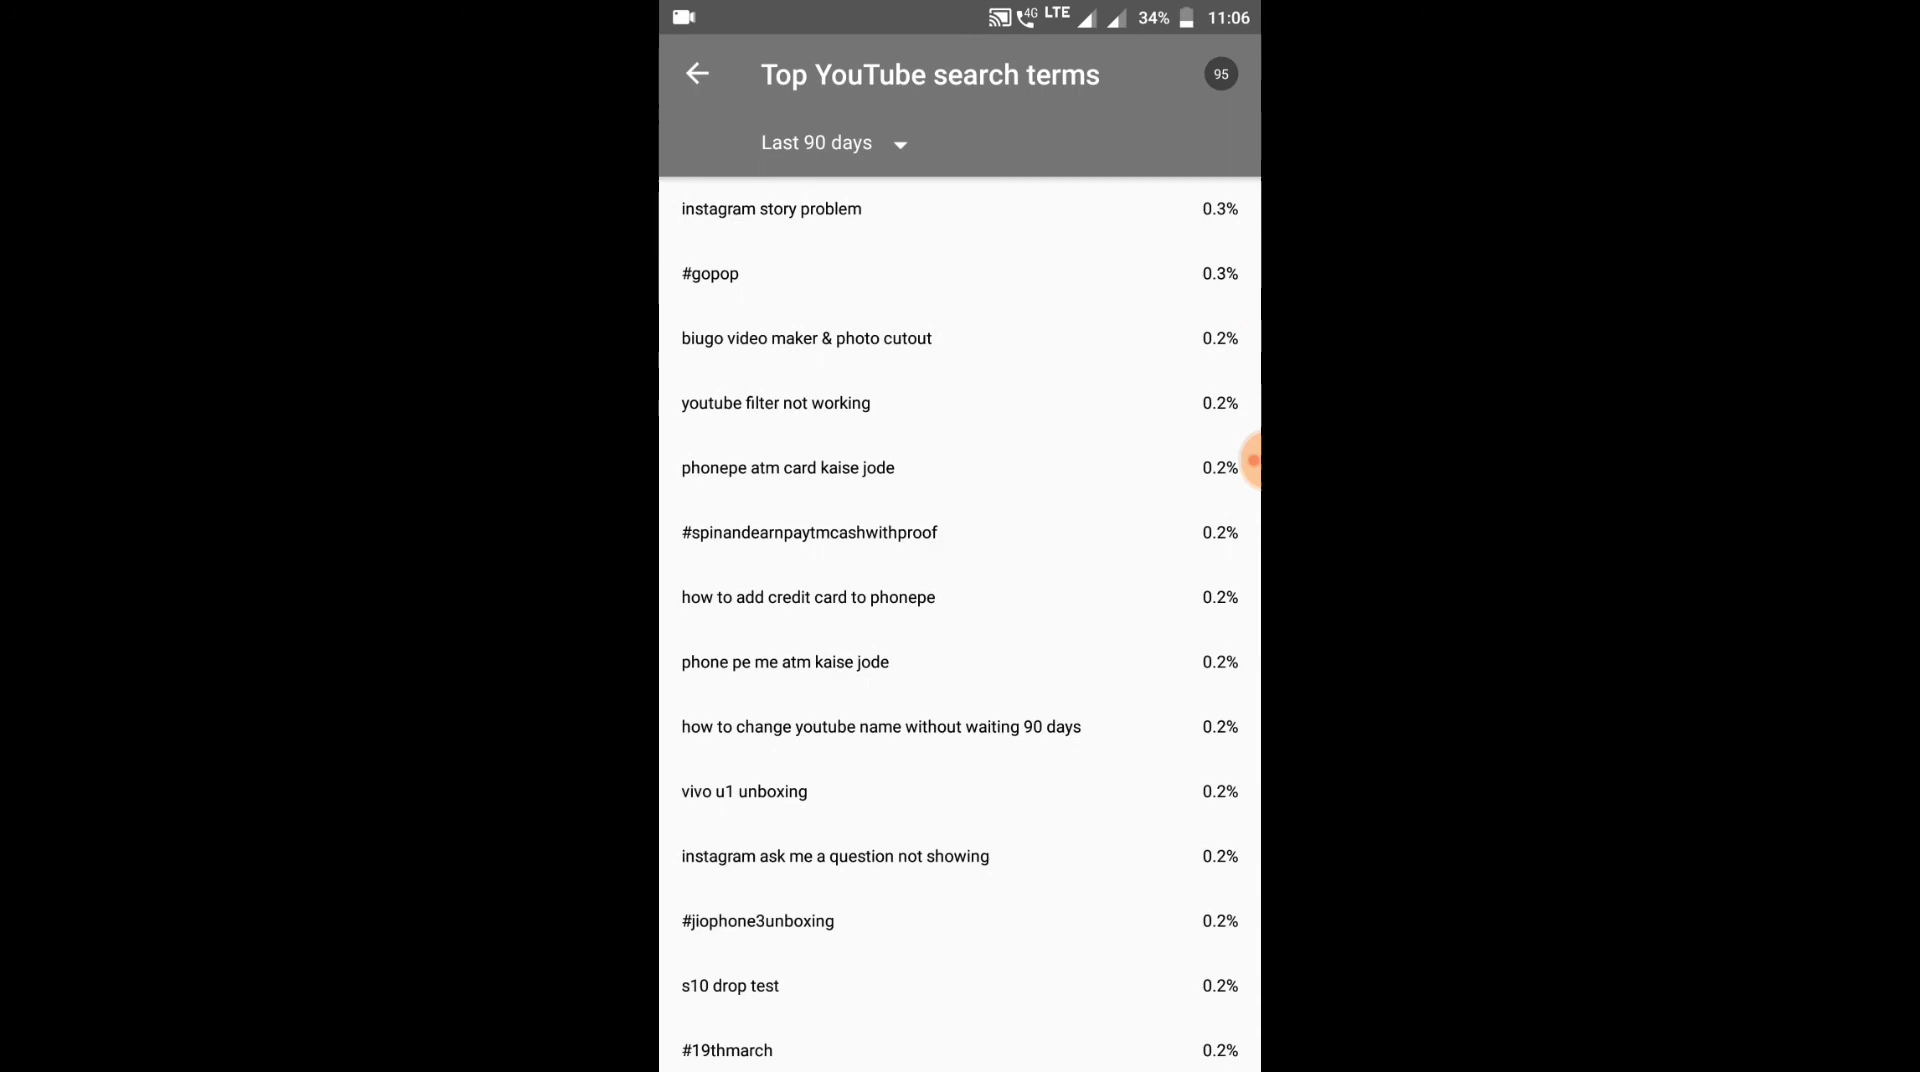 4G LTE 34% 11:06
Top YouTube search terms 95
Last 90 days
instagram story problem 0.3%
#gopop 0.3%
biugo video maker & photo cutout 0.2%
youtube filter not working 0.2%
phonepe atm card kaise jode 0.2%
#spinandearnpaytmcashwithproof 0.2%
how to add credit card to phonepe 0.2%
phone pe me atm kaise jode 0.2%
how to change youtube name without waiting 90 days 0.2%
vivo u1 unboxing 0.2%
instagram ask me a question not showing 0.2%
#jiophone3unboxing 0.2%
s10 drop test 0.2%
#19thmarch 0.2%